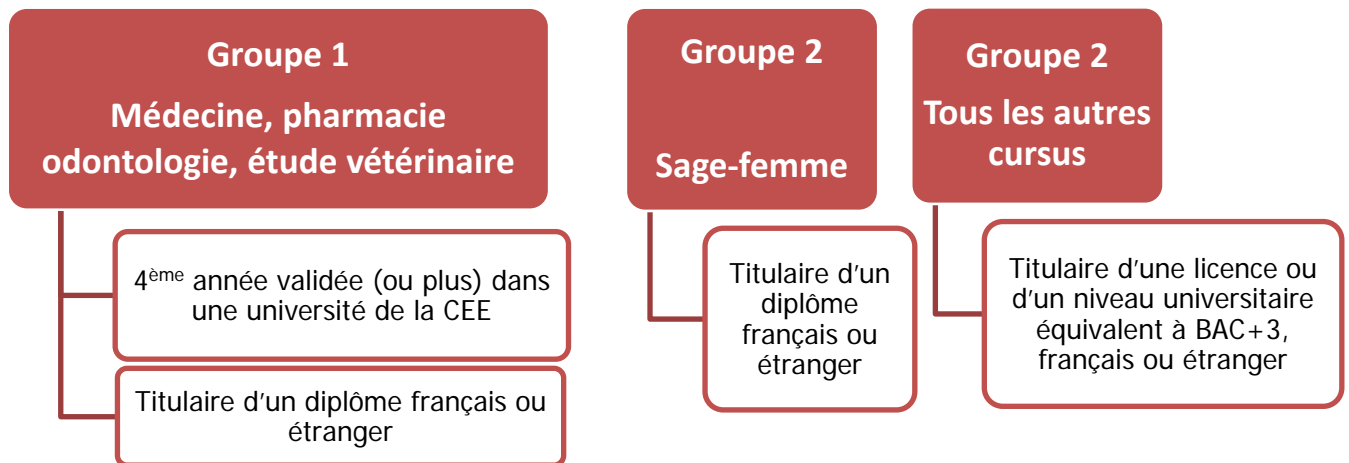 Groupe 1
Médecine, pharmacie
odontologie, étude vétérinaire
4ème année validée (ou plus) dans
une université de la CEE
Titulaire d'un diplôme français ou
étranger
Groupe 2
Sage-femme
Titulaire d'un
diplôme
français ou
étranger
Groupe 2
Tous les autres
cursus
Titulaire d'une licence ou
d'un niveau universitaire
équivalent à BAC+3,
français ou étranger